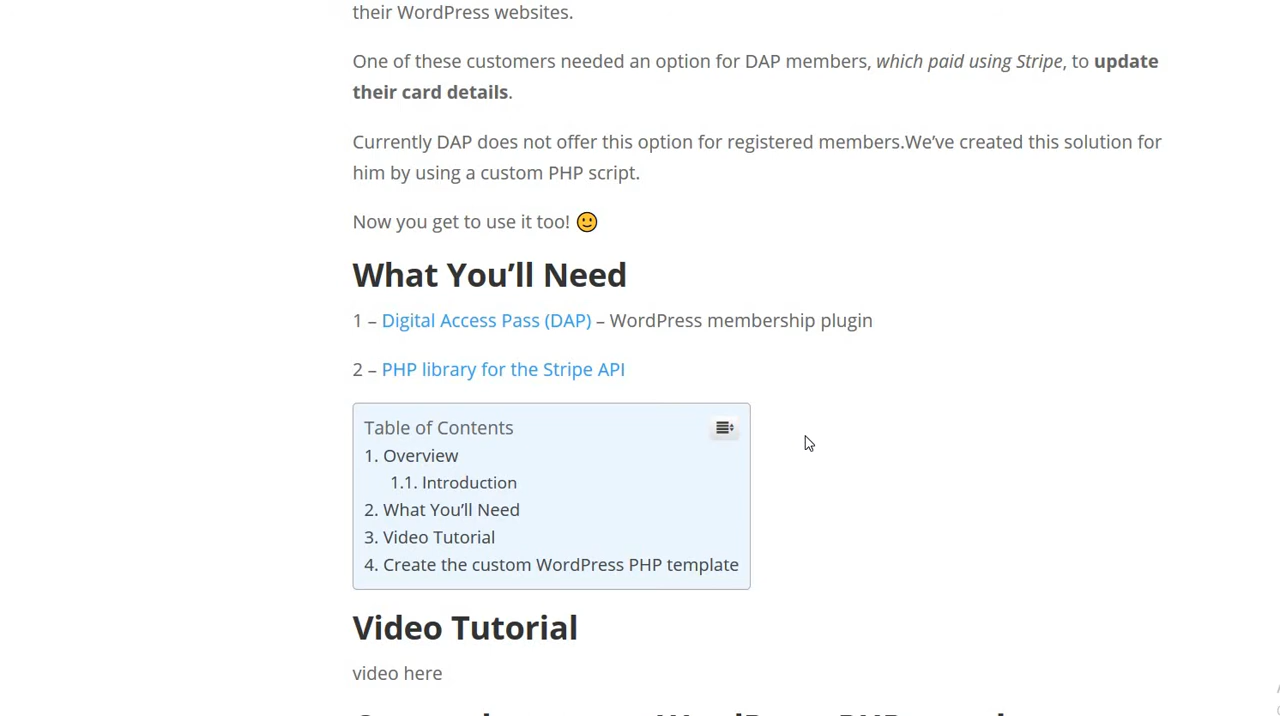 their WordPress websites.
One of these customers needed an option for DAP members, which paid using Stripe, to update
their card details.
Currently DAP does not offer this option for registered members.We’ve created this solution for
him by using a custom PHP script.
Now you get to use it too! 🙂
What You’ll Need
1 – Digital Access Pass (DAP) – WordPress membership plugin
2 – PHP library for the Stripe API
Table of Contents
1. Overview
1.1. Introduction
2. What You’ll Need
3. Video Tutorial
4. Create the custom WordPress PHP template
Video Tutorial
video here